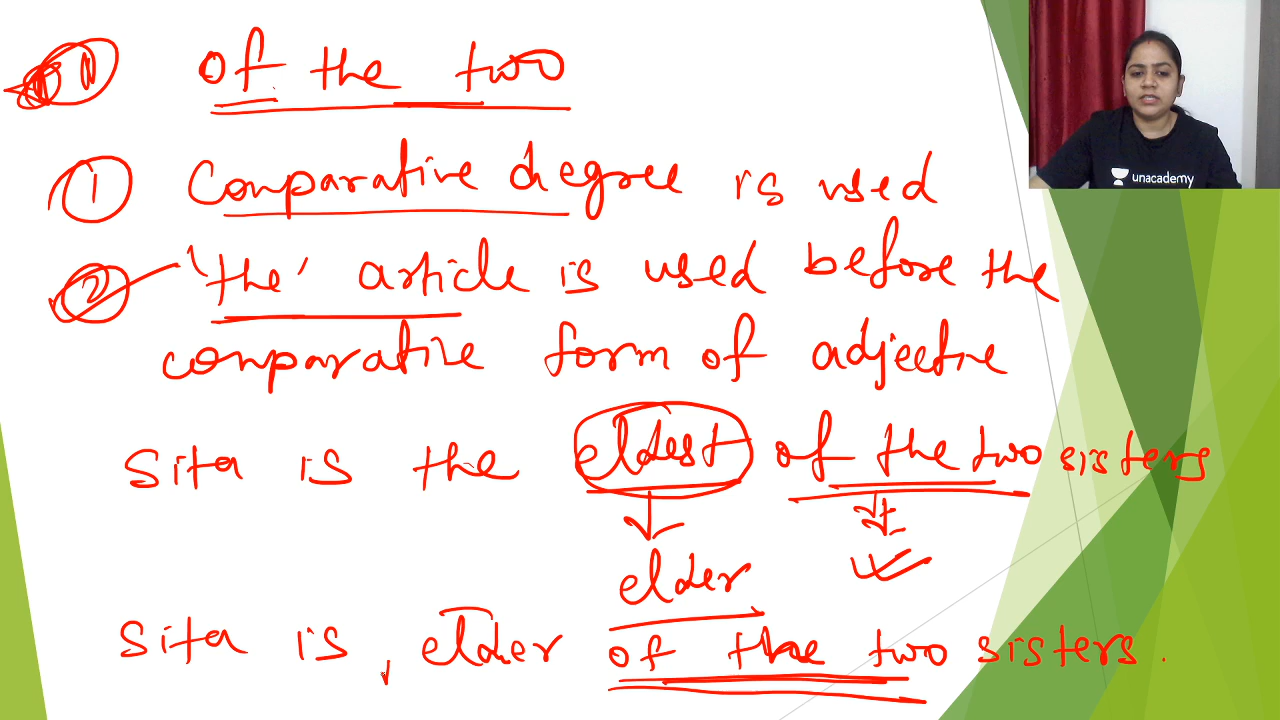 of the two
unacademy
① Comparative degree is used
② 'the' article is used before the
comparative form of adjective
Sita is the eldest of the two sisters
elder
Sita is, elder of the two sisters.